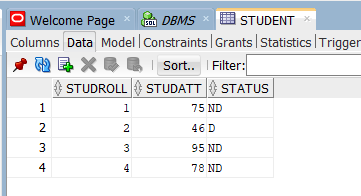 Welcome Page DBMS STUDENT
Columns Data Model Constraints Grants Statistics Trigger
Sort.. Filter:
STUDROLL STUDATT STATUS
1 1 75 ND
2 2 46 D
3 3 95 ND
4 4 78 ND